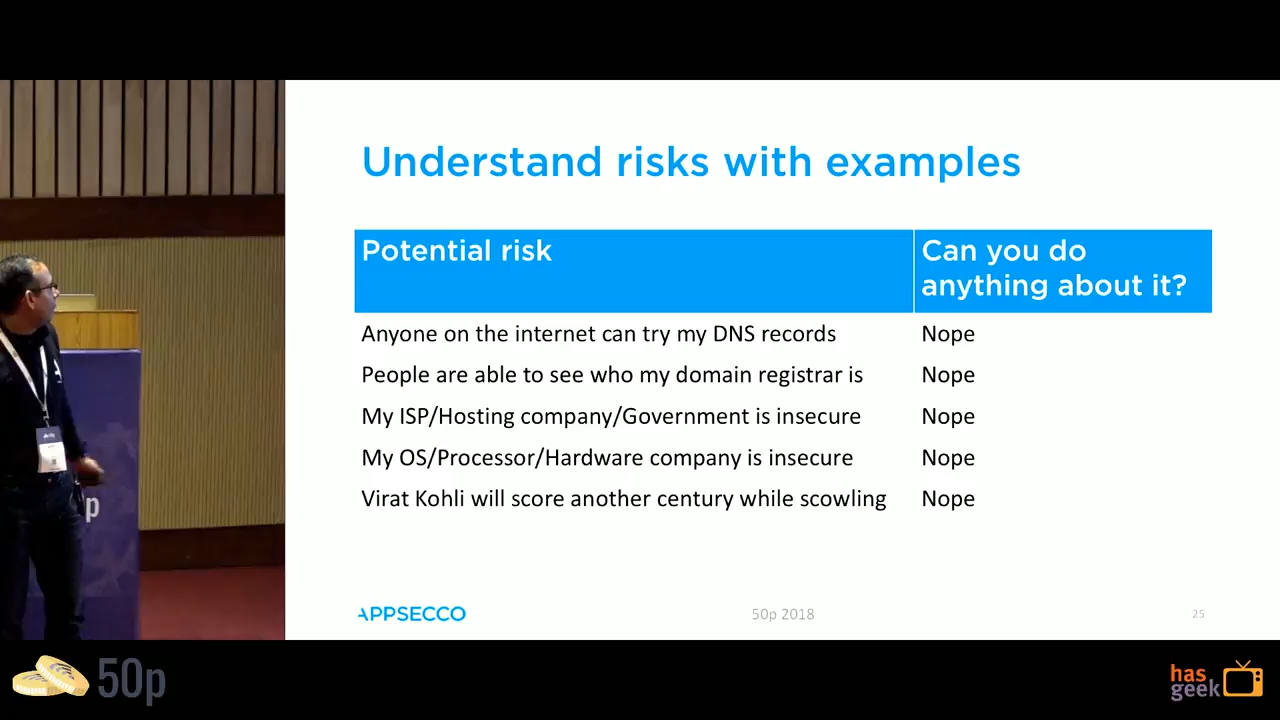 Understand risks with examples
Potential risk
Can you do
anything about it?
Anyone on the internet can try my DNS records
Nope
People are able to see who my domain registrar is
Nope
My ISP/Hosting company/Government is insecure
Nope
My OS/Processor/Hardware company is insecure
Nope
Virat Kohli will score another century while scowling
Nope
p
APPSECCO
50p 2018
25
50p
has
geek